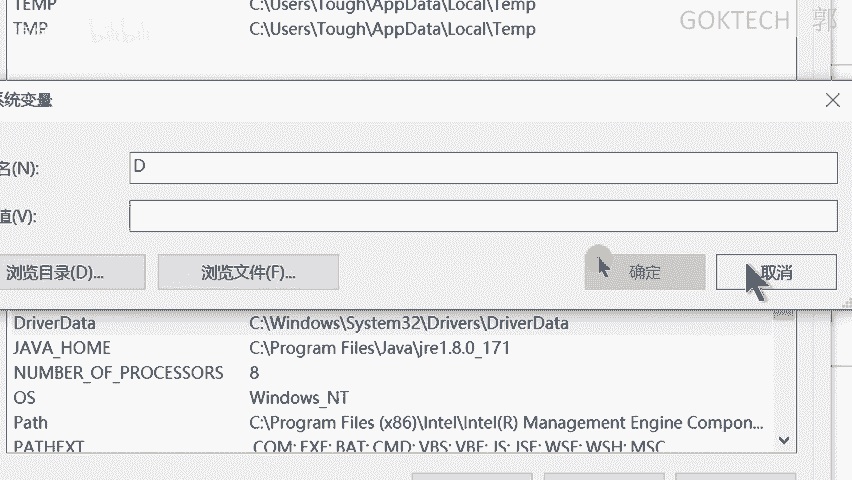 TEMP C:\Users\Tough\AppData\Local\Temp
TMP C:\Users\Tough\AppData\Local\Temp
GOKTECH 郭
系统变量
名(N): D
值(V):
浏览目录(D)... 浏览文件(F)... 确定 取消
DriverData C:\Windows\System32\Drivers\DriverData
JAVA_HOME C:\Program Files\Java\jre1.8.0_171
NUMBER_OF_PROCESSORS 8
OS Windows_NT
Path C:\Program Files (x86)\Intel\Intel(R) Management Engine Compon...
PATHEXT .COM;.EXE;.BAT;.CMD;.VBS;.VBE;.JS;.JSE;.WSF;.WSH;.MSC